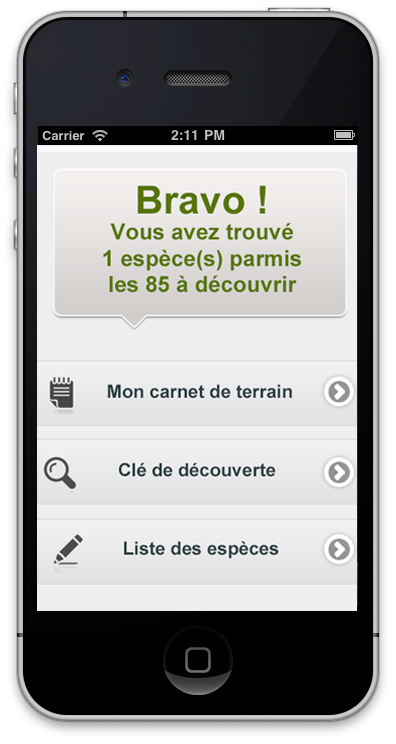 Carrier 2:11 PM
Bravo !
Vous avez trouvé
1 espèce(s) parmis
les 85 à découvrir
Mon carnet de terrain
Clé de découverte
Liste des espèces